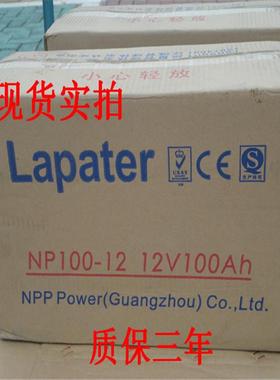 小心轻放
现货实拍
Lapater
NP100-12 12V100Ah
NPP Power(Guangzhou) Co.,Ltd.
质保三年